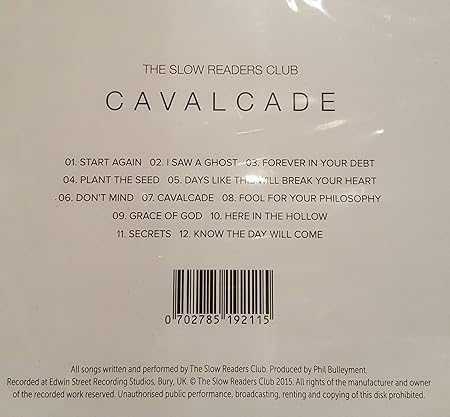 THE SLOW READERS CLUB
CAVALCADE
01. START AGAIN 02. I SAW A GHOST 03. FOREVER IN YOUR DEBT
04. PLANT THE SEED 05. DAYS LIKE THIS WILL BREAK YOUR HEART
06. DON'T MIND 07. CAVALCADE 08. FOOL FOR YOUR PHILOSOPHY
09. GRACE OF GOD 10. HERE IN THE HOLLOW
11. SECRETS 12. KNOW THE DAY WILL COME
0 702785 192115
All songs written and performed by The Slow Readers Club. Produced by Phil Bulleyment.
Recorded at Edwin Street Recording Studios, Bury, UK. © The Slow Readers Club 2015. All rights of the manufacturer and owner
of the recorded work reserved. Unauthorised public performance, broadcasting, renting and copying of this disk prohibited.